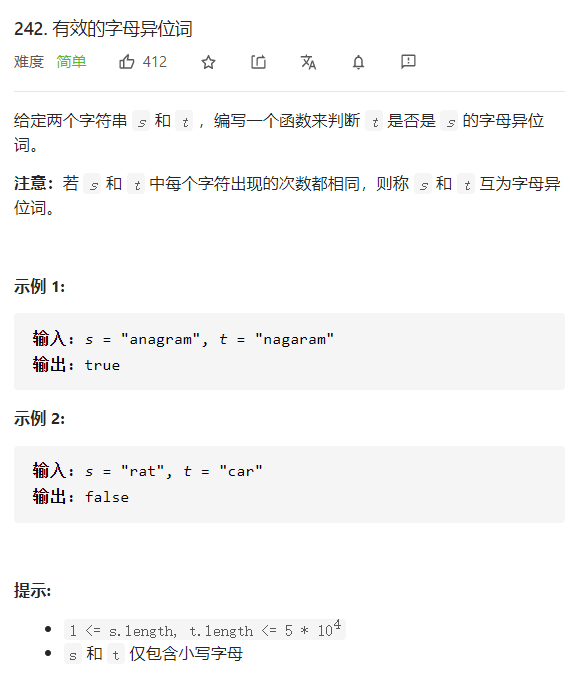 242. 有效的字母异位词
难度 简单 412
给定两个字符串 s 和 t ，编写一个函数来判断 t 是否是 s 的字母异位
词。
注意：若 s 和 t 中每个字符出现的次数都相同，则称 s 和 t 互为字母异
位词。
示例 1:
输入: s = "anagram", t = "nagaram"
输出: true
示例 2:
输入: s = "rat", t = "car"
输出: false
提示:
1 <= s.length, t.length <= 5 * 10^4
s 和 t 仅包含小写字母